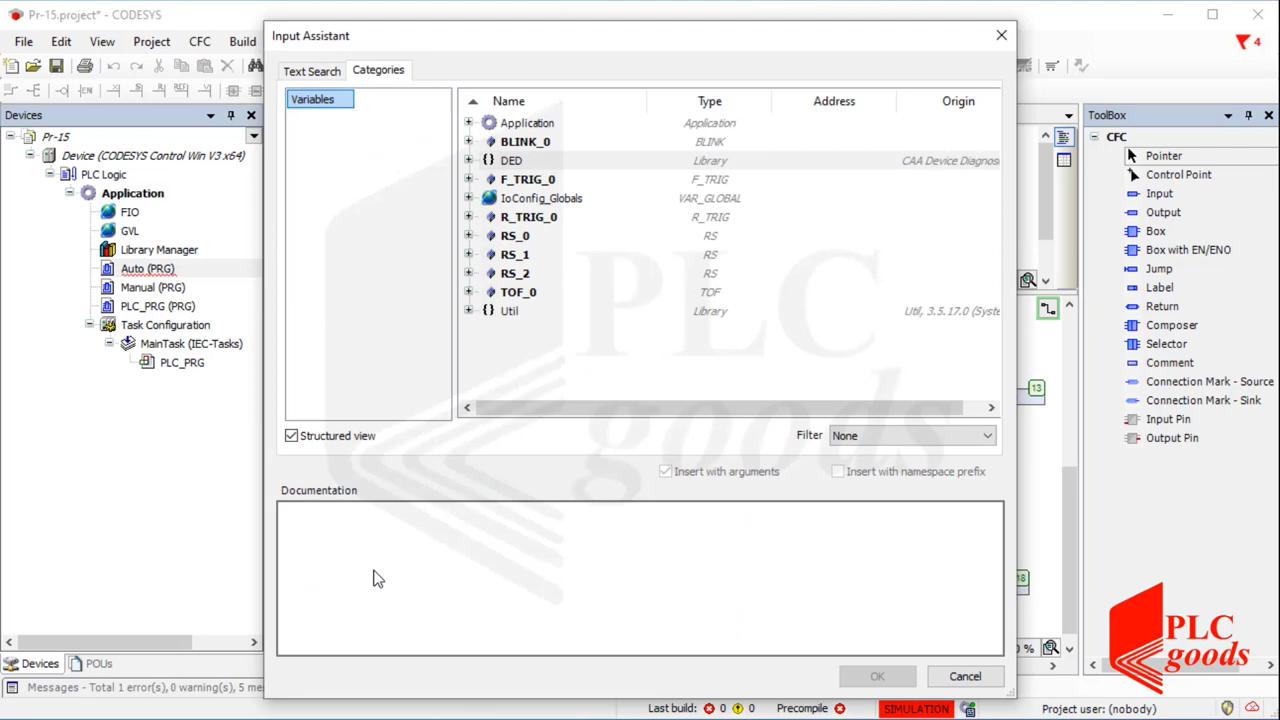 Pr-15.project* - CODESYS
File Edit View Project CFC Build
4
Devices
Pr-15
Device (CODESYS Control Win V3 x64)
PLC Logic
Application
FIO
GVL
Library Manager
Auto (PRG)
Manual (PRG)
PLC_PRG (PRG)
Task Configuration
MainTask (IEC-Tasks)
PLC_PRG
Devices POUs
Input Assistant
Text Search Categories
Variables
Name Type Address Origin
Application Application
BLINK_0 BLINK
DED Library CAA Device Diagnos
F_TRIG_0 F_TRIG
IoConfig_Globals VAR_GLOBAL
R_TRIG_0 R_TRIG
RS_0 RS
RS_1 RS
RS_2 RS
TOF_0 TOF
Util Library Util, 3.5.17.0 (Syste
Structured view
Filter None
Insert with arguments Insert with namespace prefix
Documentation
OK Cancel
PLC
goods
13
18
0 %
ToolBox
CFC
Pointer
Control Point
Input
Output
Box
Box with EN/ENO
Jump
Label
Return
Composer
Selector
Comment
Connection Mark - Source
Connection Mark - Sink
Input Pin
Output Pin
PLC
goods
Messages - Total 1 error(s), 0 warning(s), 5 me
Last build: 0 0 Precompile SIMULATION Project user: (nobody)